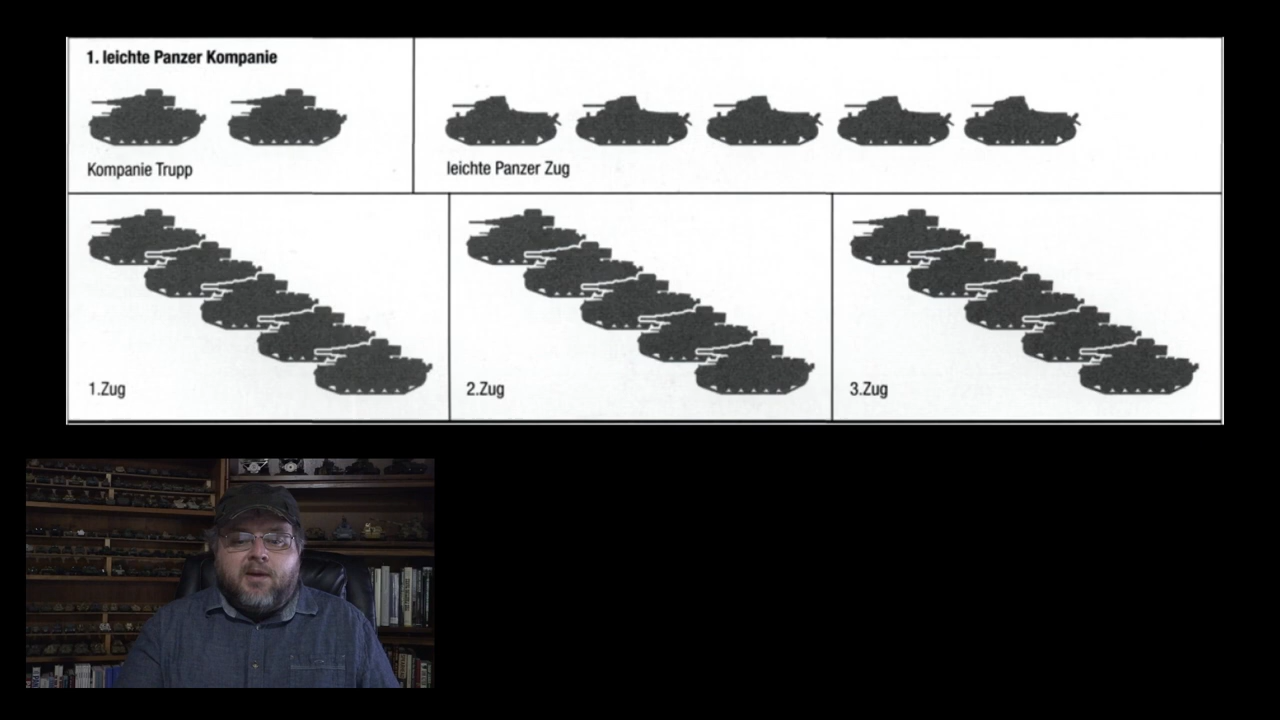 1. leichte Panzer Kompanie
Kompanie Trupp
leichte Panzer Zug
1.Zug
2.Zug
3.Zug